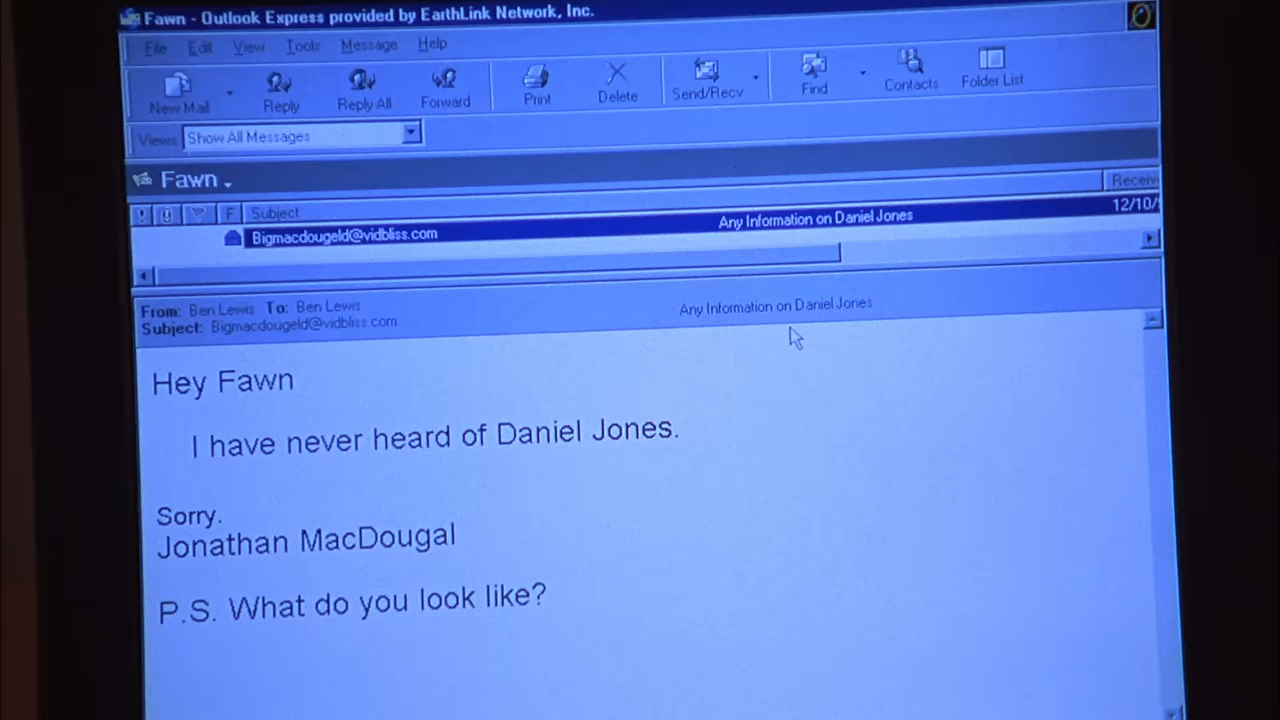 Fawn - Outlook Express provided by EarthLink Network, Inc.
File Edit View Tools Message Help
New Mail Reply Reply All Forward Print Delete Send/Recv Find Contacts Folder List
Views: Show All Messages
Fawn
! F Subject Receiv
Bigmacdougeld@vidbliss.com Any Information on Daniel Jones 12/10/
From: Ben Lewis To: Ben Lewis
Subject: Bigmacdougeld@vidbliss.com Any Information on Daniel Jones
Hey Fawn
I have never heard of Daniel Jones.
Sorry.
Jonathan MacDougal
P.S. What do you look like?